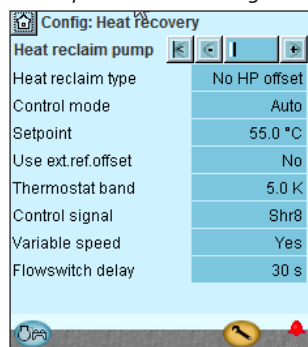 Config: Heat recovery
Heat reclaim pump
Heat reclaim type No HP offset
Control mode Auto
Setpoint 55.0 °C
Use ext.ref.offset No
Thermostat band 5.0 K
Control signal Shr8
Variable speed Yes
Flowswitch delay 30 s